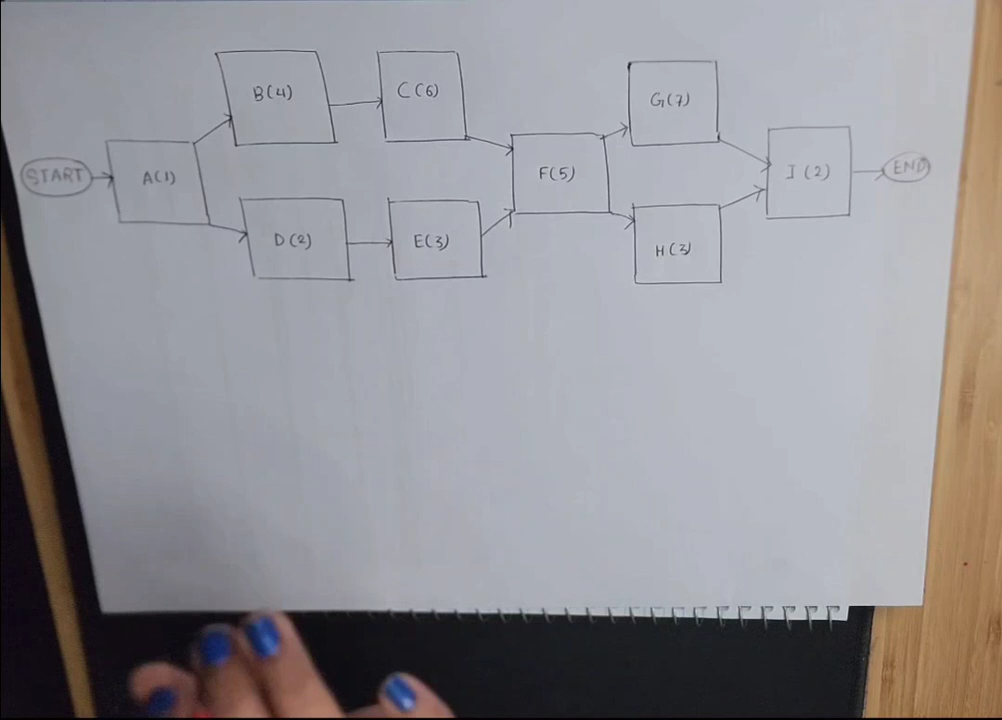 START
A(1)
B(4)
C(6)
D(2)
E(3)
F(5)
G(7)
H(3)
I(2)
END